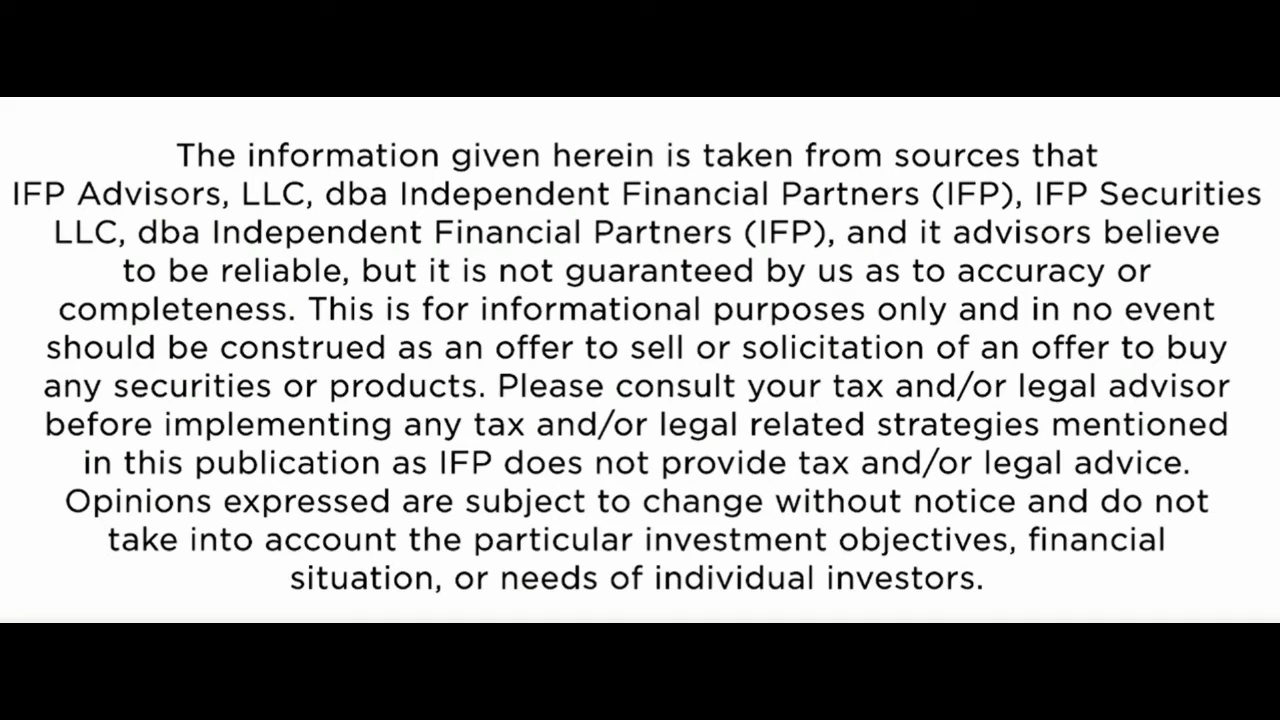 The information given herein is taken from sources that
IFP Advisors, LLC, dba Independent Financial Partners (IFP), IFP Securities
LLC, dba Independent Financial Partners (IFP), and it advisors believe
to be reliable, but it is not guaranteed by us as to accuracy or
completeness. This is for informational purposes only and in no event
should be construed as an offer to sell or solicitation of an offer to buy
any securities or products. Please consult your tax and/or legal advisor
before implementing any tax and/or legal related strategies mentioned
in this publication as IFP does not provide tax and/or legal advice.
Opinions expressed are subject to change without notice and do not
take into account the particular investment objectives, financial
situation, or needs of individual investors.